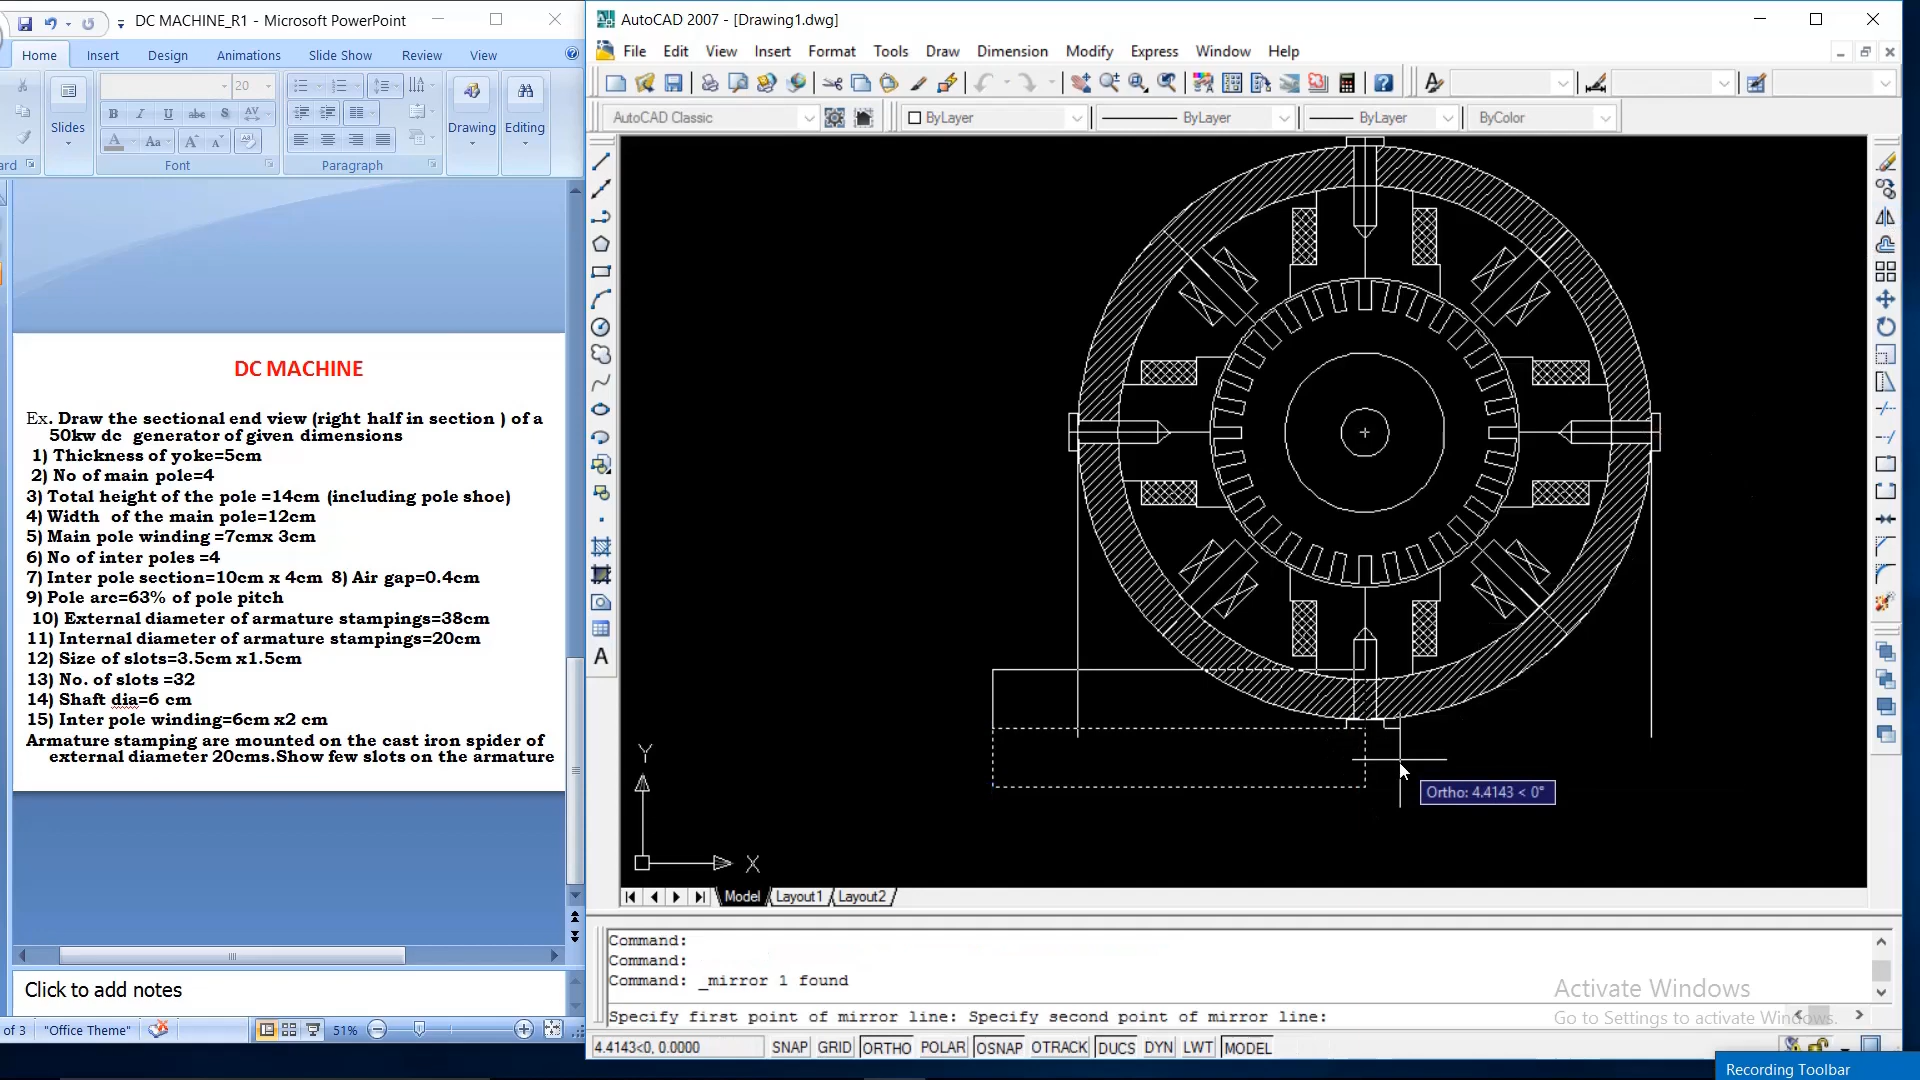 DC MACHINE_R1 - Microsoft PowerPoint
Home Insert Design Animations Slide Show Review View
20
Slides Drawing Editing
ard Font Paragraph
DC MACHINE
Ex. Draw the sectional end view (right half in section ) of a
50kw dc generator of given dimensions
1) Thickness of yoke=5cm
2) No of main pole=4
3) Total height of the pole =14cm (including pole shoe)
4) Width of the main pole=12cm
5) Main pole winding =7cmx 3cm
6) No of inter poles =4
7) Inter pole section=10cm x 4cm 8) Air gap=0.4cm
9) Pole arc=63% of pole pitch
10) External diameter of armature stampings=38cm
11) Internal diameter of armature stampings=20cm
12) Size of slots=3.5cm x1.5cm
13) No. of slots =32
14) Shaft dia=6 cm
15) Inter pole winding=6cm x2 cm
Armature stamping are mounted on the cast iron spider of
external diameter 20cms.Show few slots on the armature
Click to add notes
of 3 "Office Theme" 51%
AutoCAD 2007 - [Drawing1.dwg]
File Edit View Insert Format Tools Draw Dimension Modify Express Window Help
AutoCAD Classic ByLayer ByLayer ByLayer ByColor
A
Y
X
Ortho: 4.4143 < 0°
Model Layout1 Layout2
Command:
Command:
Command: _mirror 1 found
Specify first point of mirror line: Specify second point of mirror line:
Activate Windows
Go to Settings to activate Windows.
4.4143<0, 0.0000 SNAP GRID ORTHO POLAR OSNAP OTRACK DUCS DYN LWT MODEL
Recording Toolbar